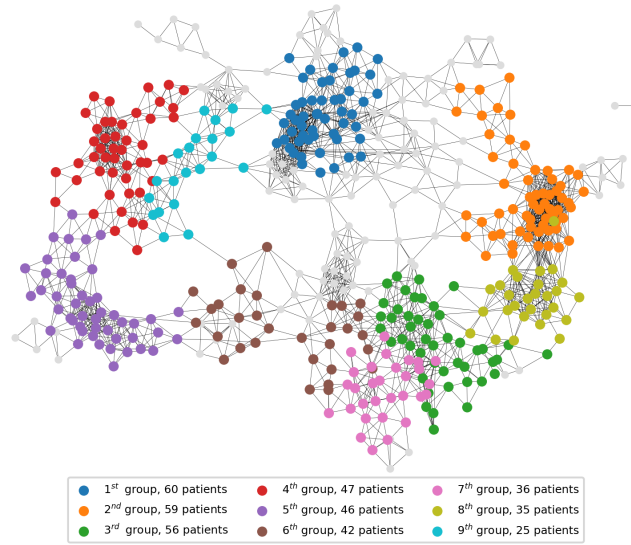 1st group, 60 patients 4th group, 47 patients 7th group, 36 patients
2nd group, 59 patients 5th group, 46 patients 8th group, 35 patients
3rd group, 56 patients 6th group, 42 patients 9th group, 25 patients